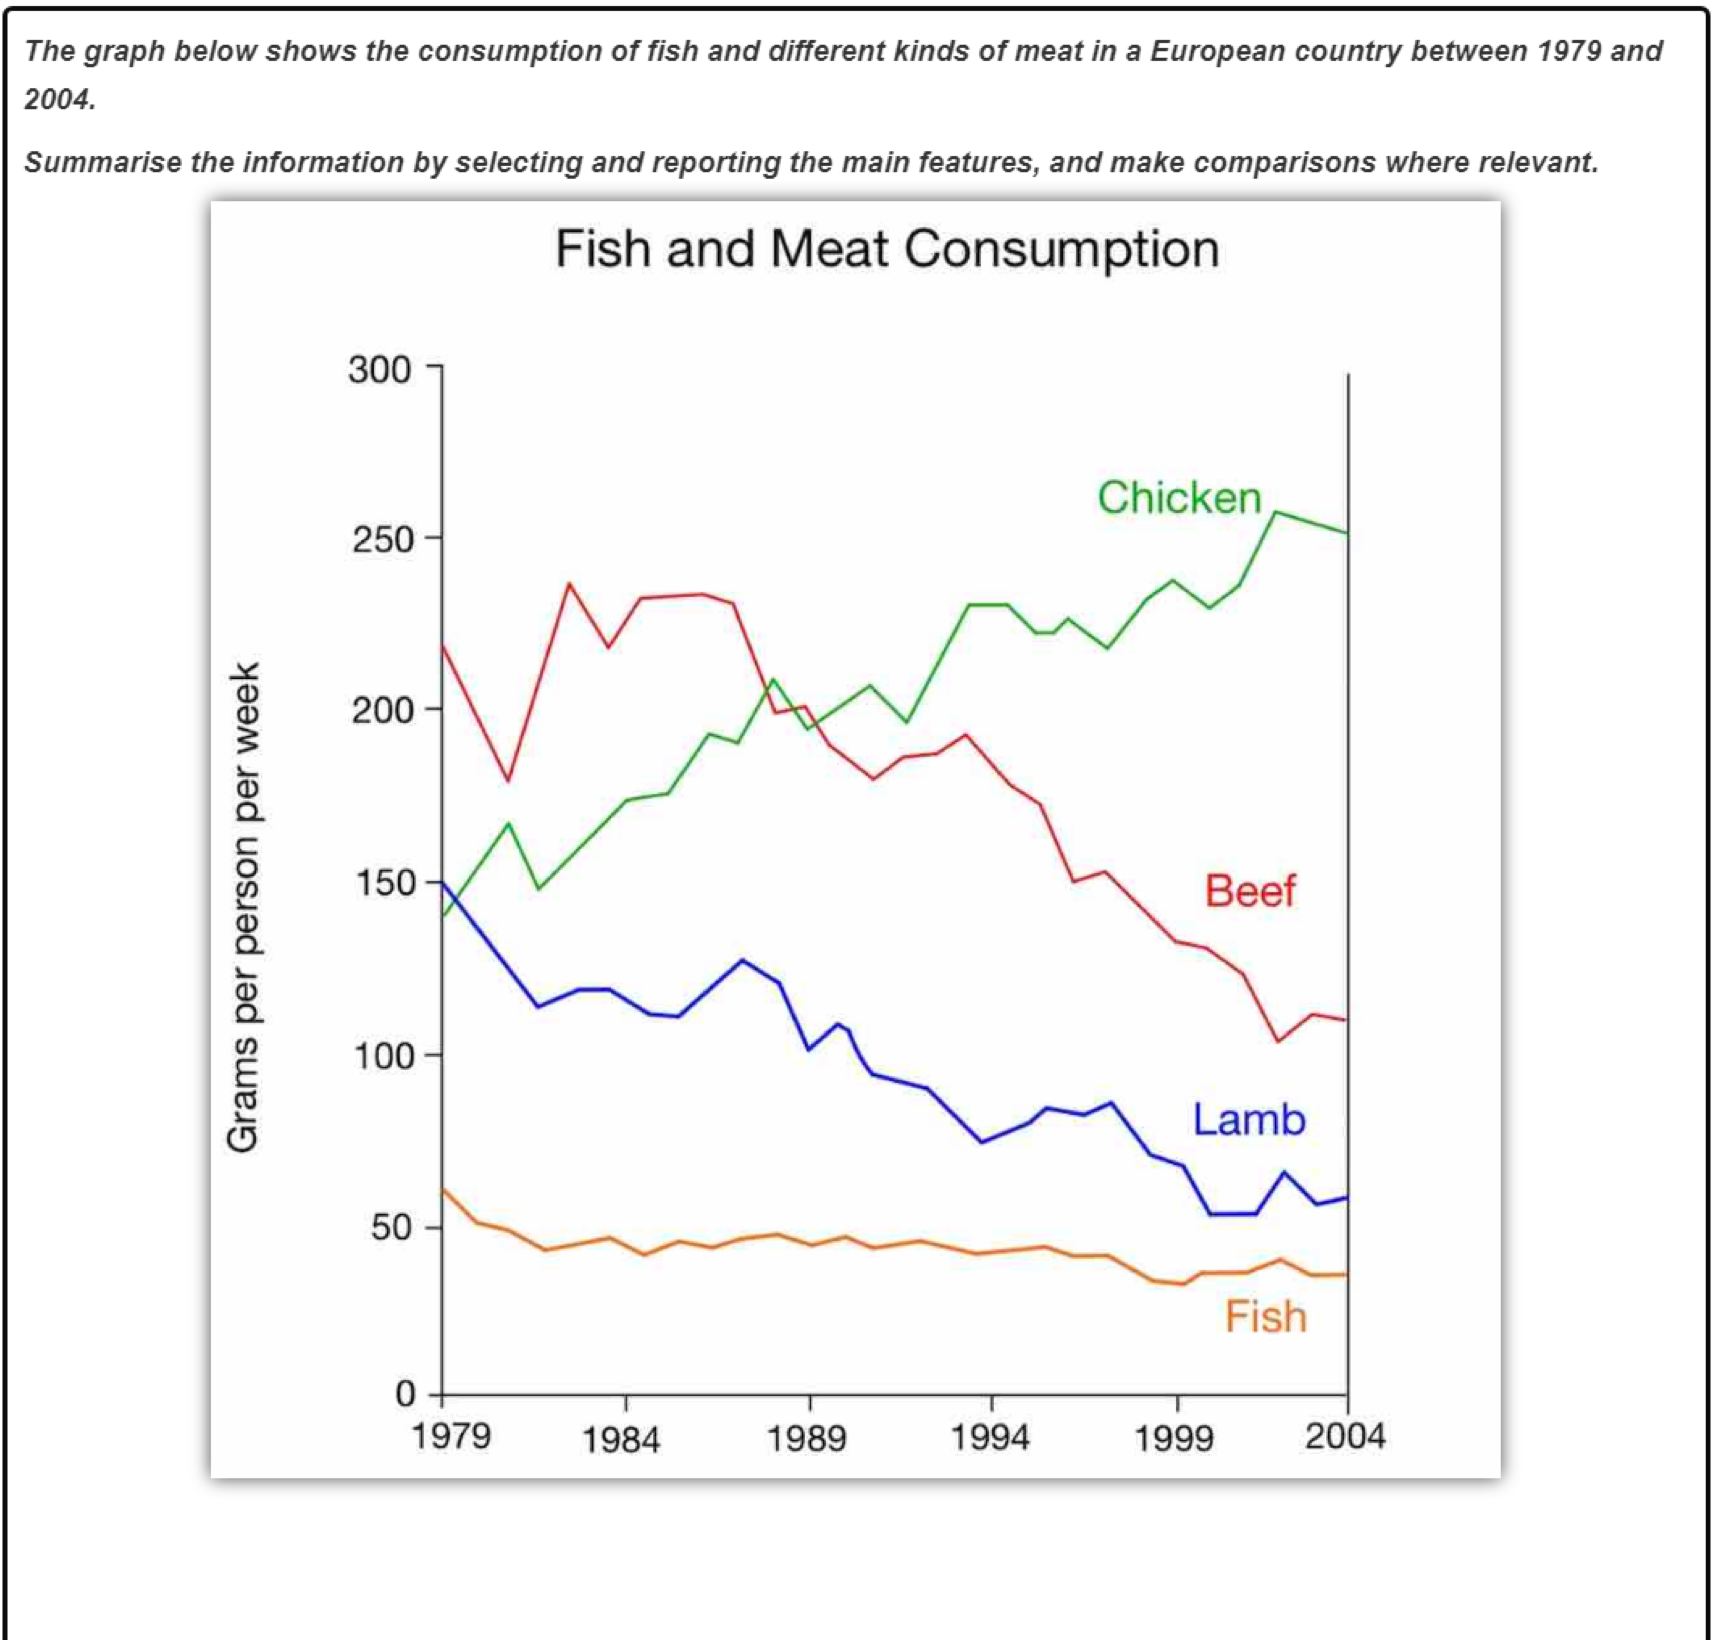 The graph below shows the consumption of fish and different kinds of meat in a European country between 1979 and
2004.
Summarise the information by selecting and reporting the main features, and make comparisons where relevant.
Fish and Meat Consumption
300
Chicken
250
200
Grams per person per week
150
Beef
100
Lamb
50
Fish
0
1979 1984 1989 1994 1999 2004